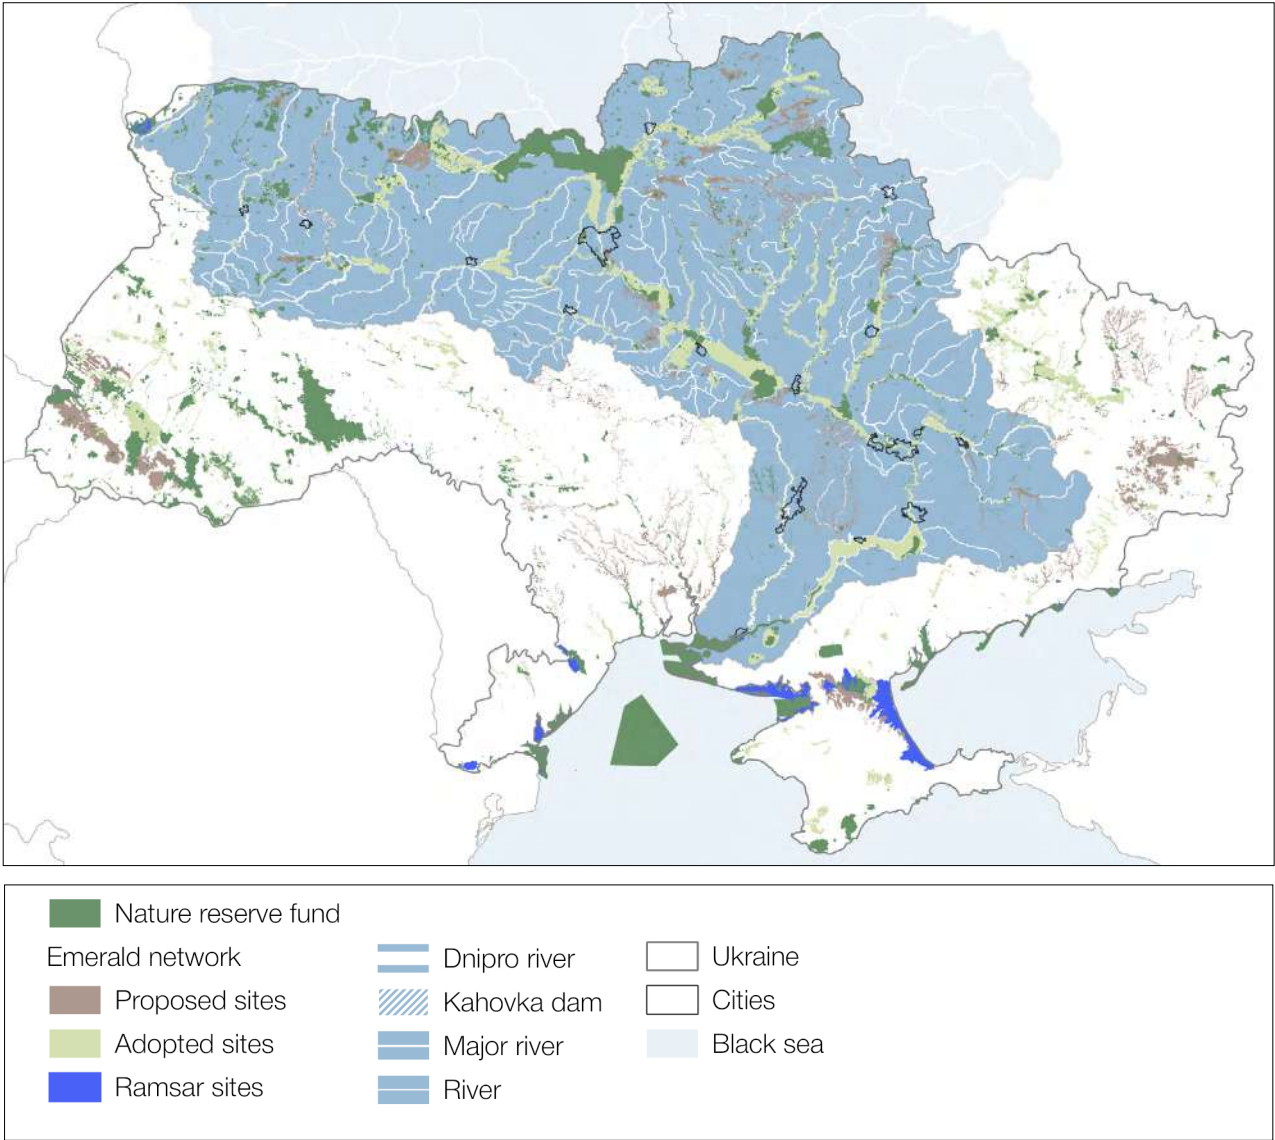 Nature reserve fund
Emerald network
Proposed sites
Adopted sites
Ramsar sites
Dnipro river
Kahovka dam
Major river
River
Ukraine
Cities
Black sea